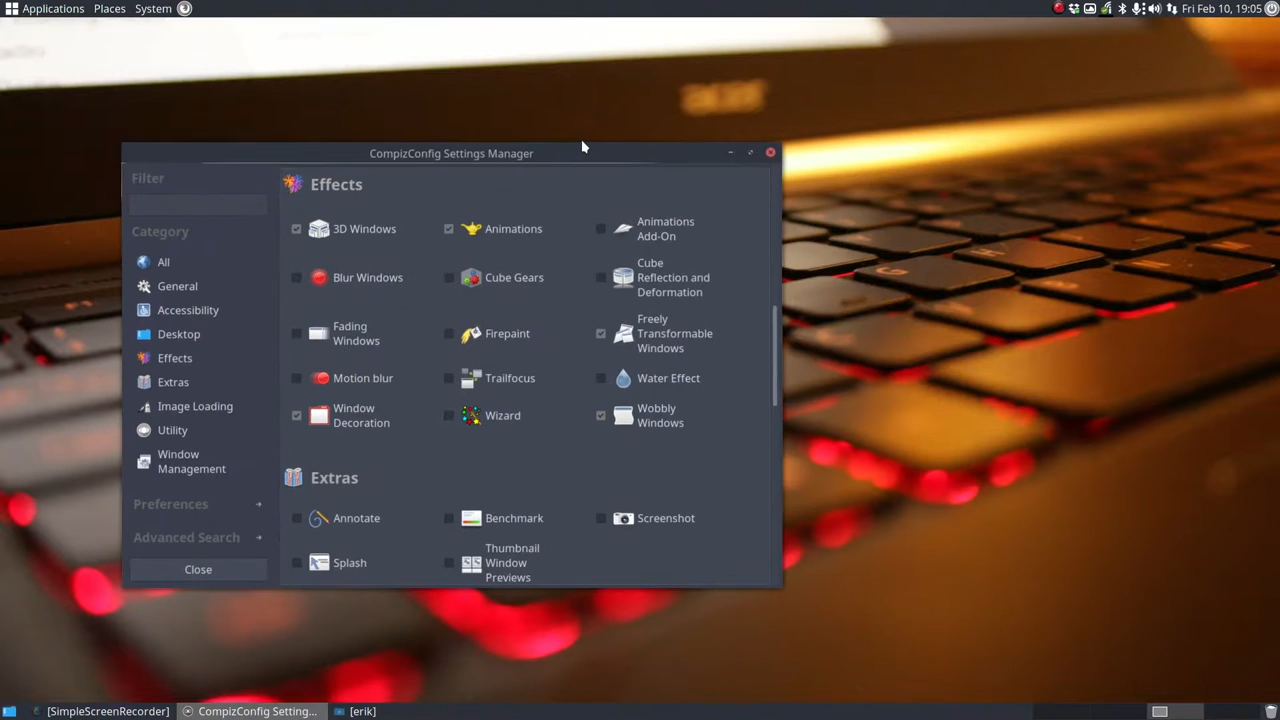 Applications Places System
Fri Feb 10, 19:05
acer
CompizConfig Settings Manager
Filter
Category
All
General
Accessibility
Desktop
Effects
Extras
Image Loading
Utility
Window
Management
Preferences
Advanced Search
Close
Effects
3D Windows
Animations
Animations
Add-On
Blur Windows
Cube Gears
Cube
Reflection and
Deformation
Fading
Windows
Firepaint
Freely
Transformable
Windows
Motion blur
Trailfocus
Water Effect
Window
Decoration
Wizard
Wobbly
Windows
Extras
Annotate
Benchmark
Screenshot
Splash
Thumbnail
Window
Previews
[SimpleScreenRecorder]
CompizConfig Setting...
[erik]